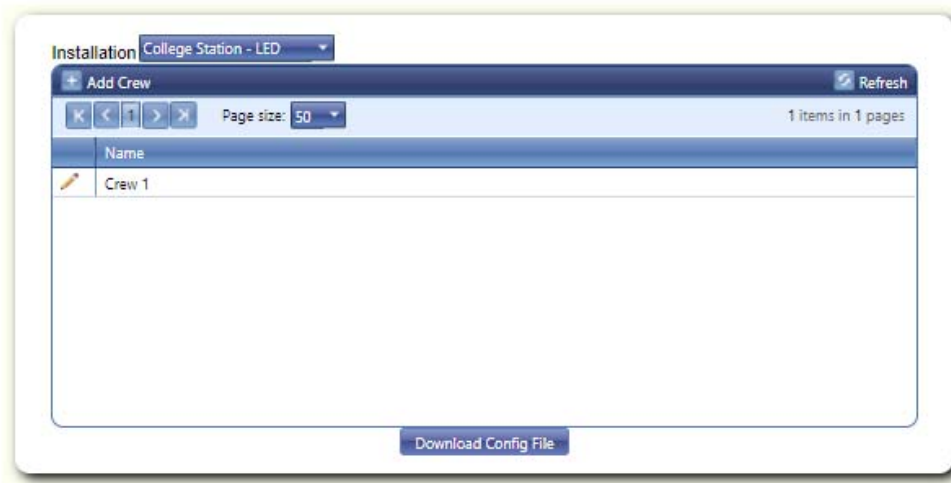 Installation College Station - LED
Add Crew Refresh
1 Page size: 50 1 items in 1 pages
Name
Crew 1
Download Config File